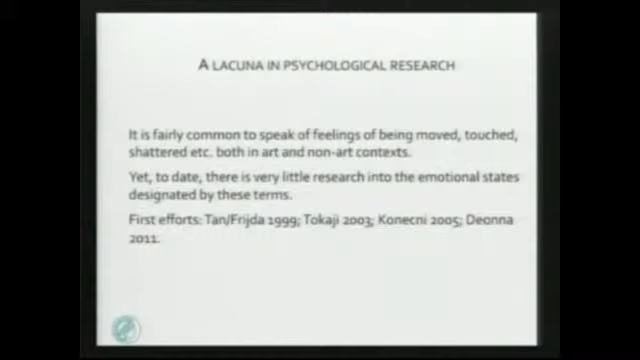 A LACUNA IN PSYCHOLOGICAL RESEARCH
It is fairly common to speak of feelings of being moved, touched,
shattered etc. both in art and non-art contexts.
Yet, to date, there is very little research into the emotional states
designated by these terms.
First efforts: Tan/Frijda 1999; Tokaji 2003; Konecni 2005; Deonna
2011.